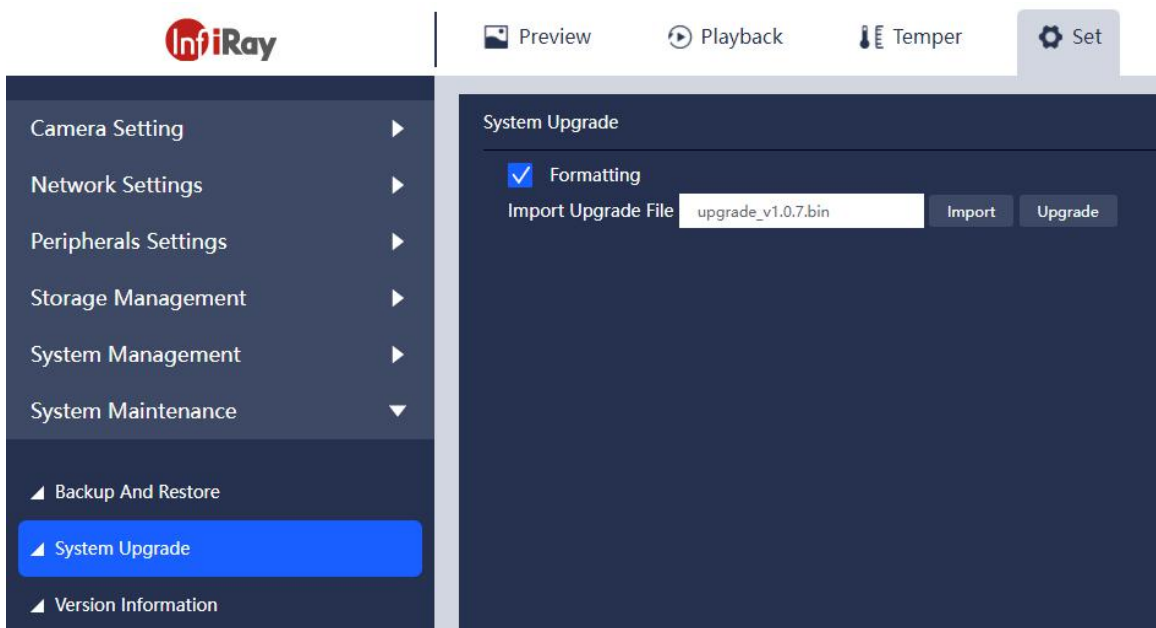 InfiRay
Preview
Playback
Temper
Set
Camera Setting
Network Settings
Peripherals Settings
Storage Management
System Management
System Maintenance
Backup And Restore
System Upgrade
Version Information
System Upgrade
Formatting
Import Upgrade File upgrade_v1.0.7.bin Import Upgrade